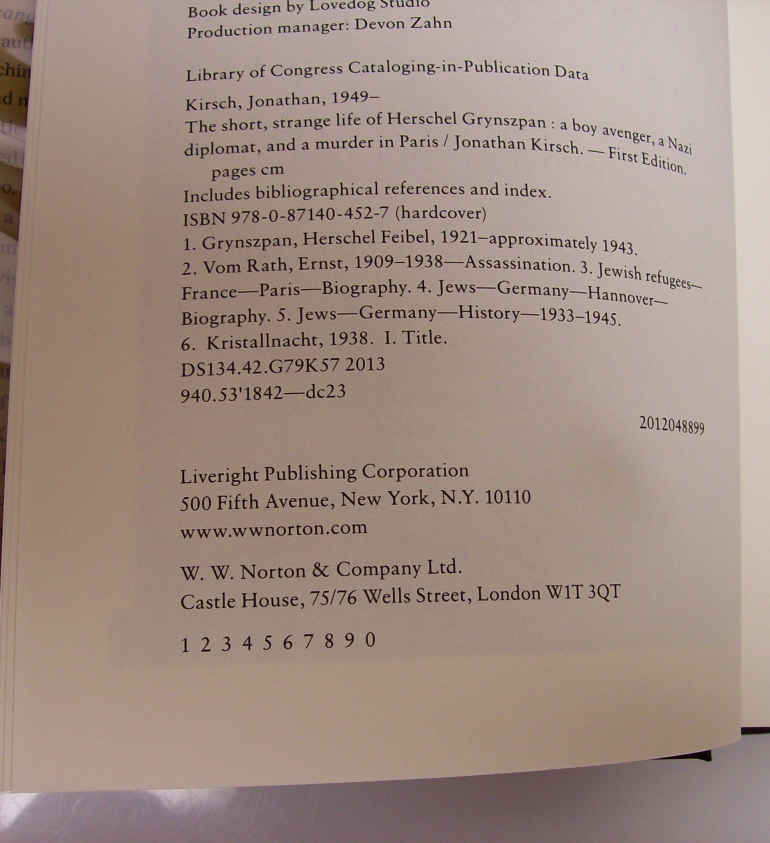 Book design by Lovedog Studio
Production manager: Devon Zahn
Library of Congress Cataloging-in-Publication Data
Kirsch, Jonathan, 1949–
The short, strange life of Herschel Grynszpan : a boy avenger, a Nazi
diplomat, and a murder in Paris / Jonathan Kirsch. — First Edition.
pages cm
Includes bibliographical references and index.
ISBN 978-0-87140-452-7 (hardcover)
1. Grynszpan, Herschel Feibel, 1921–approximately 1943.
2. Vom Rath, Ernst, 1909–1938—Assassination. 3. Jewish refugees—
France—Paris—Biography. 4. Jews—Germany—Hannover—
Biography. 5. Jews—Germany—History—1933–1945.
6. Kristallnacht, 1938. I. Title.
DS134.42.G79K57 2013
940.53'1842—dc23
2012048899
Liveright Publishing Corporation
500 Fifth Avenue, New York, N.Y. 10110
www.wwnorton.com
W. W. Norton & Company Ltd.
Castle House, 75/76 Wells Street, London W1T 3QT
1 2 3 4 5 6 7 8 9 0